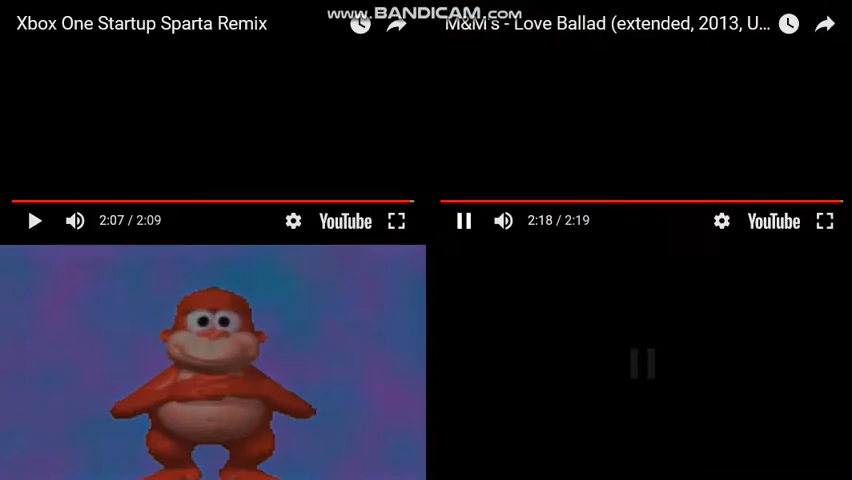 www.BANDICAM.com
Xbox One Startup Sparta Remix
M&M's - Love Ballad (extended, 2013, U...
2:07 / 2:09
YouTube
2:18 / 2:19
YouTube